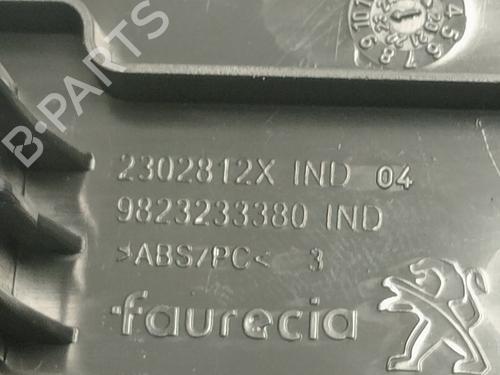 B-PARTS
2302812X IND 04
9823233380 IND
>ABS/PC< 3
faurecia